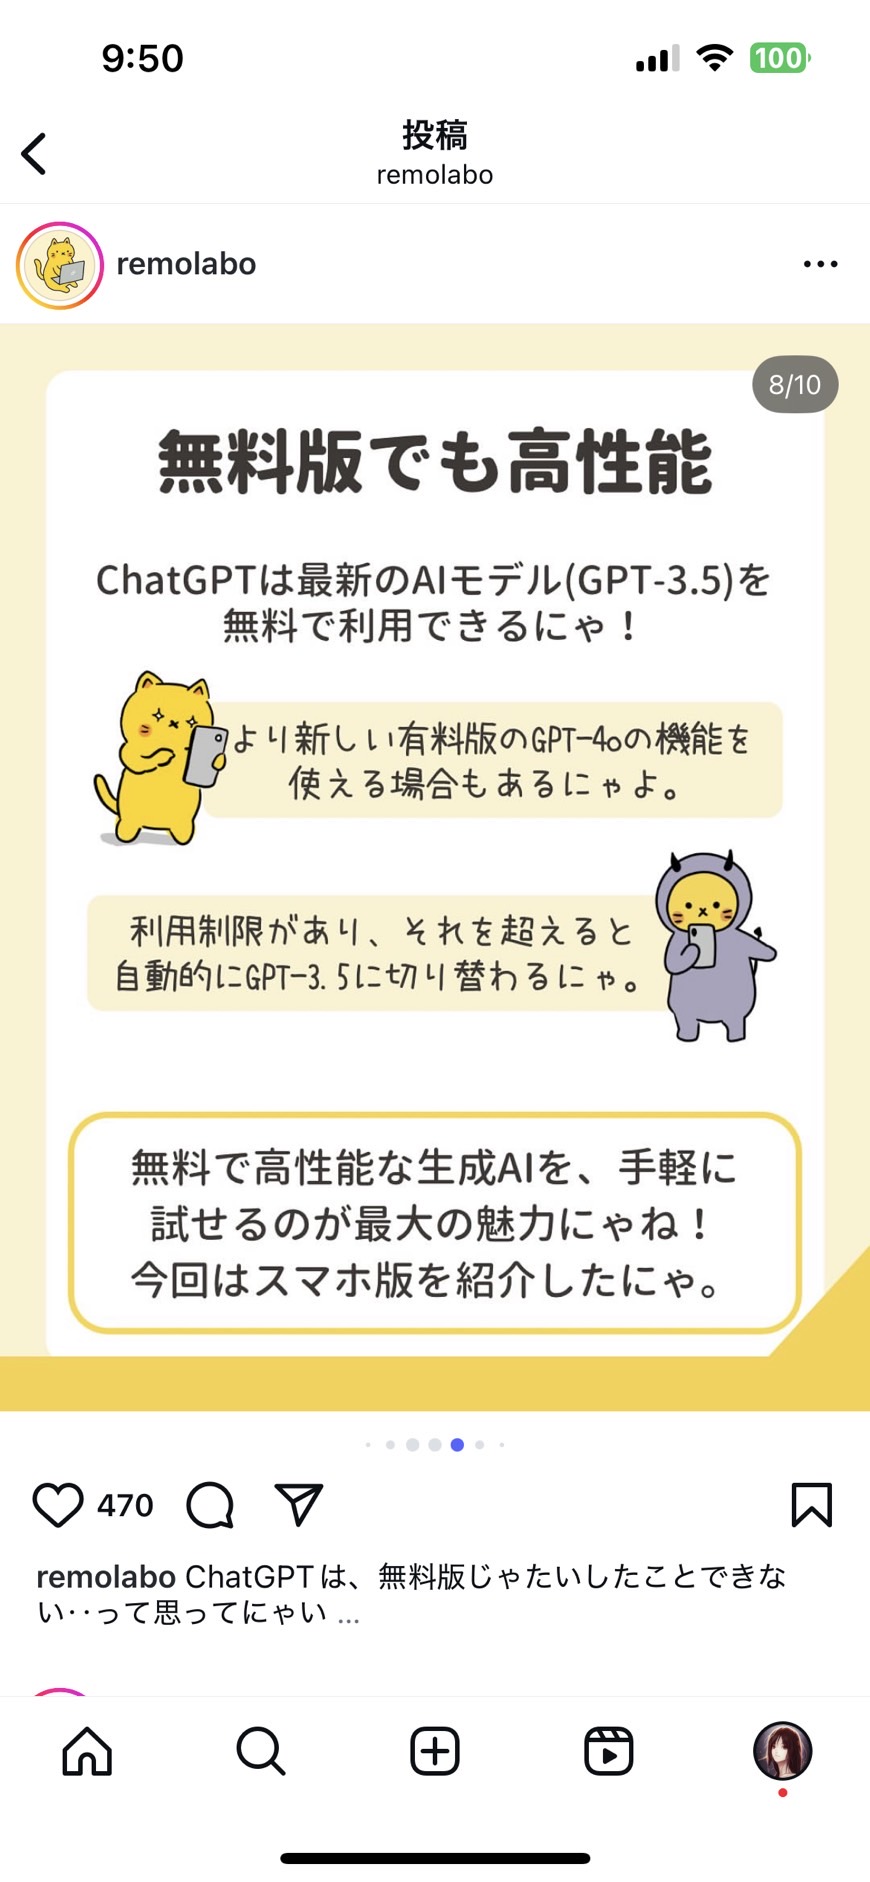 9:50
100
投稿
remolabo
remolabo
8/10
無料版でも高性能
ChatGPTは最新のAIモデル(GPT-3.5)を
無料で利用できるにゃ！
より新しい有料版のGPT-4oの機能を
使える場合もあるにゃよ。
利用制限があり、それを超えると
自動的にGPT-3.5に切り替わるにゃ。
無料で高性能な生成AIを、手軽に
試せるのが最大の魅力にゃね！
今回はスマホ版を紹介したにゃ。
470
remolabo ChatGPTは、無料版じゃたいしたことできな
い‥って思ってにゃい ...